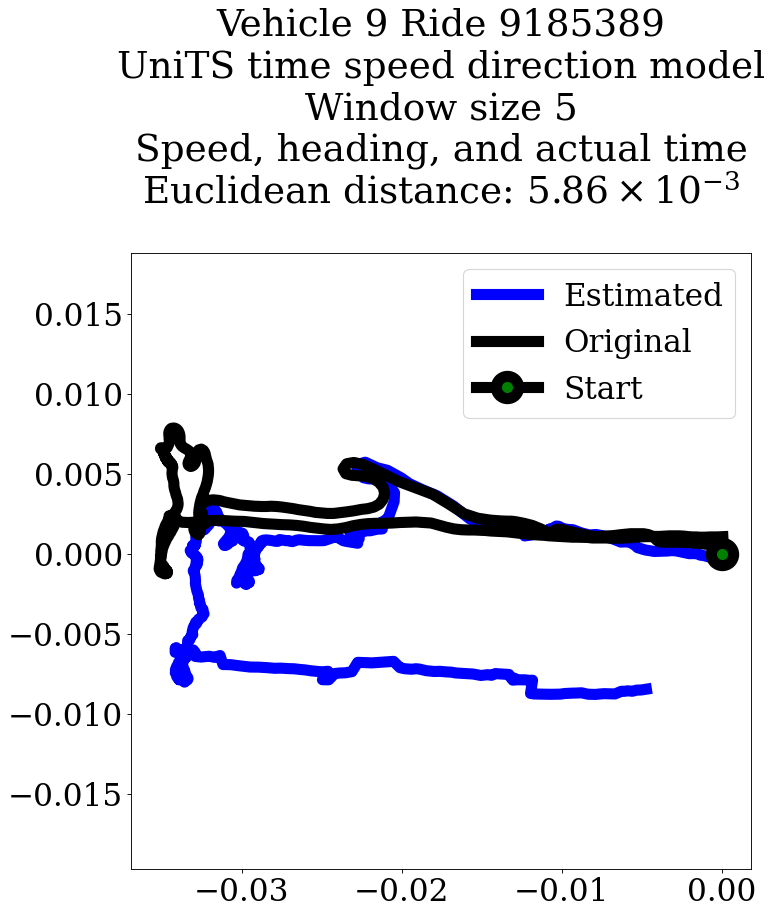 Vehicle 9 Ride 9185389
UniTS time speed direction model
Window size 5
Speed, heading, and actual time
Euclidean distance: 5.86 × 10⁻³
Estimated
Original
Start
0.015
0.010
0.005
0.000
−0.005
−0.010
−0.015
−0.03 −0.02 −0.01 0.00